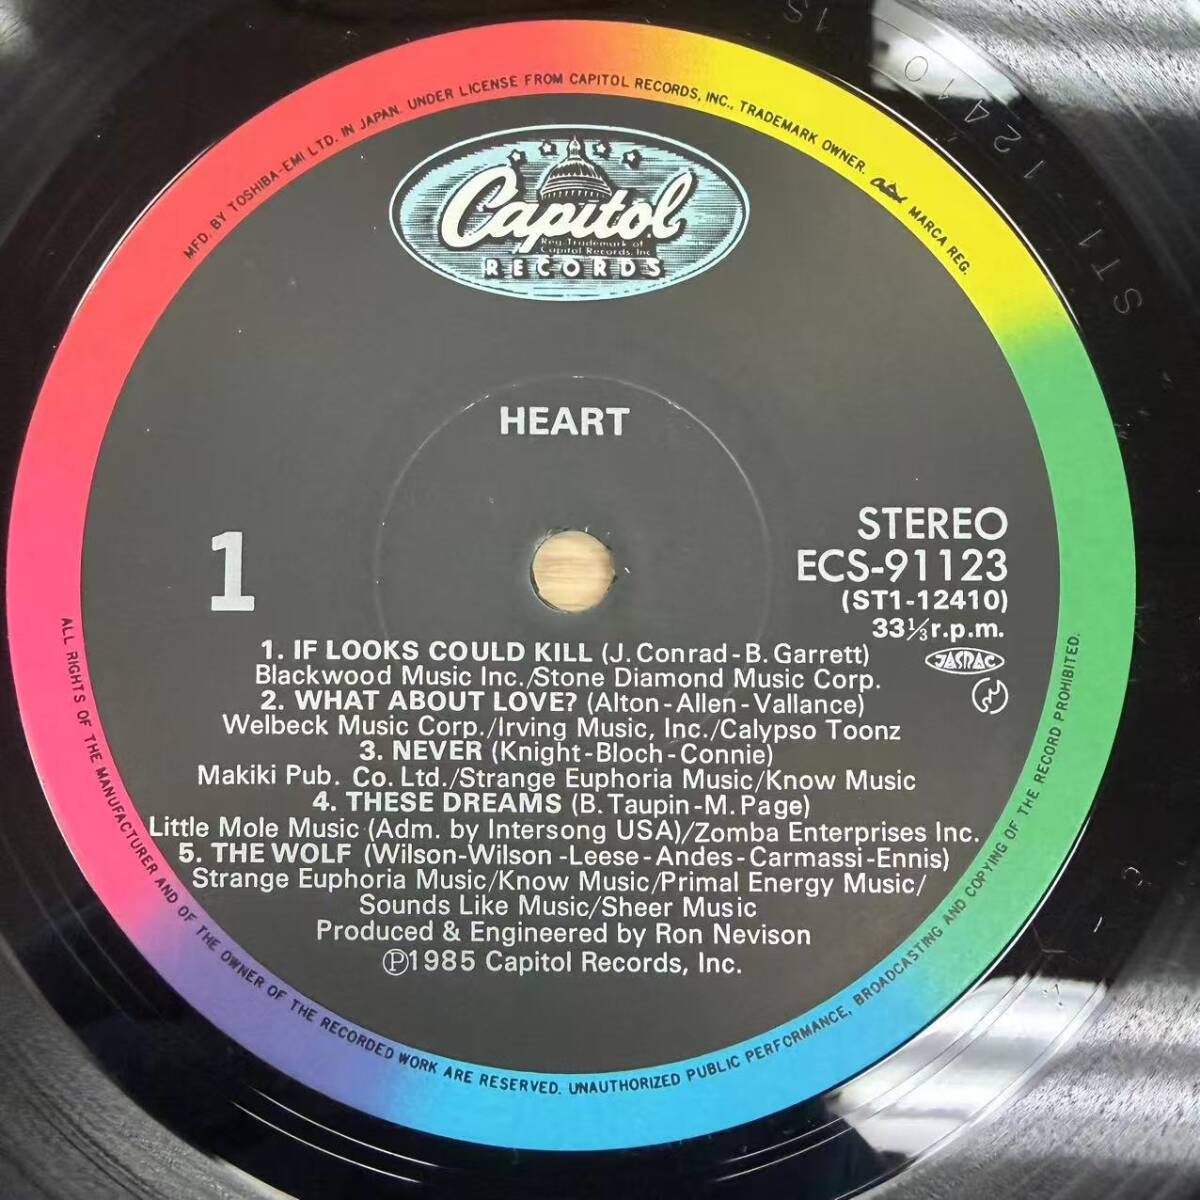 MFD. BY TOSHIBA-EMI LTD. IN JAPAN. UNDER LICENSE FROM CAPITOL RECORDS, INC., TRADEMARK OWNER. MARCA REG.
Capitol
Reg. Trademark of
Capitol Records, Inc
RECORDS
HEART
1
STEREO
ECS-91123
(ST1-12410)
33⅓r.p.m.
JASRAC
1. IF LOOKS COULD KILL (J. Conrad-B. Garrett)
Blackwood Music Inc./Stone Diamond Music Corp.
2. WHAT ABOUT LOVE? (Alton-Allen-Vallance)
Welbeck Music Corp./Irving Music, Inc./Calypso Toonz
3. NEVER (Knight-Bloch-Connie)
Makiki Pub. Co. Ltd./Strange Euphoria Music/Know Music
4. THESE DREAMS (B. Taupin-M. Page)
Little Mole Music (Adm. by Intersong USA)/Zomba Enterprises Inc.
5. THE WOLF (Wilson-Wilson-Leese-Andes-Carmassi-Ennis)
Strange Euphoria Music/Know Music/Primal Energy Music/
Sounds Like Music/Sheer Music
Produced & Engineered by Ron Nevison
Ⓟ1985 Capitol Records, Inc.
ALL RIGHTS OF THE MANUFACTURER AND OF THE OWNER OF THE RECORDED WORK ARE RESERVED. UNAUTHORIZED PUBLIC PERFORMANCE, BROADCASTING AND COPYING OF THE RECORD PROHIBITED.
ST1-12410
1S